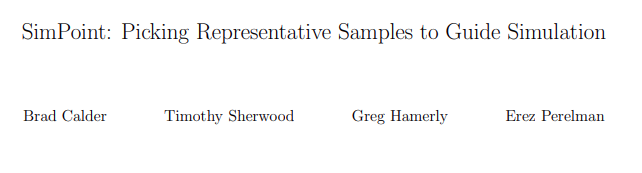 SimPoint: Picking Representative Samples to Guide Simulation
Brad Calder Timothy Sherwood Greg Hamerly Erez Perelman